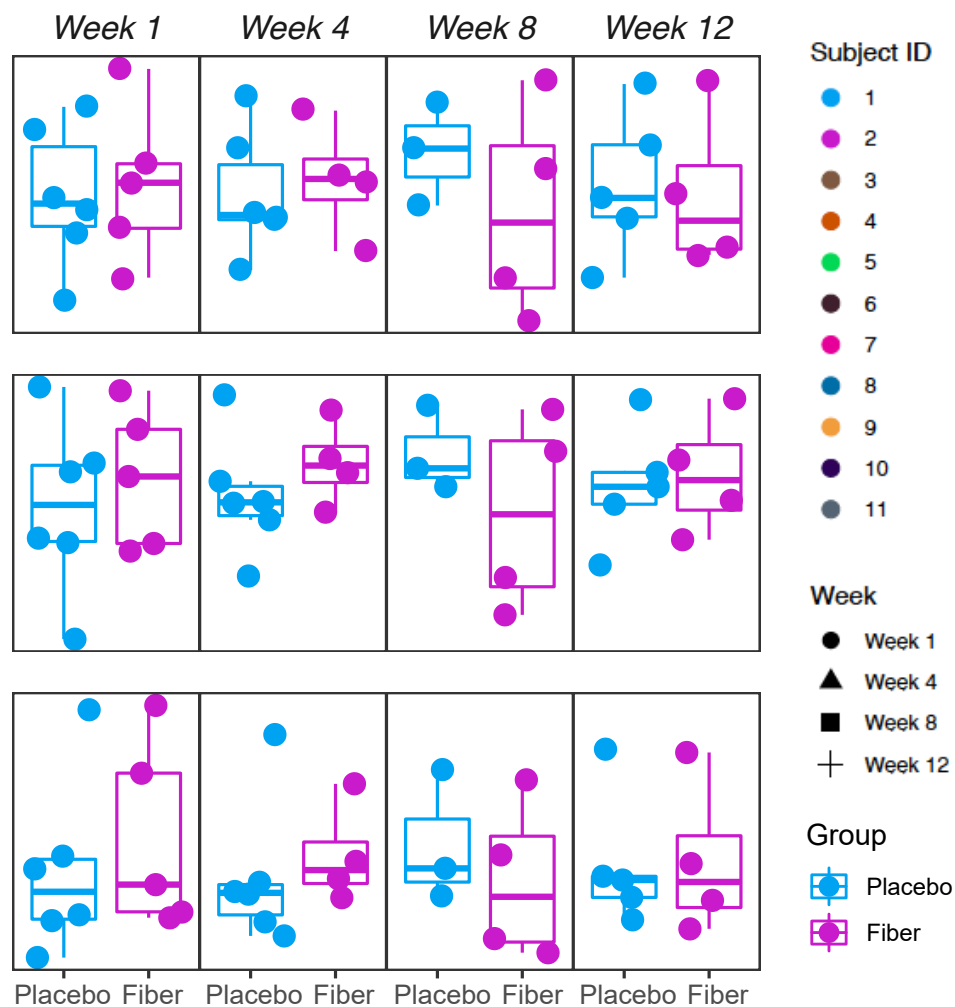 Week 1 Week 4 Week 8 Week 12
Subject ID
1
2
3
4
5
6
7
8
9
10
11
Week
Week 1
Week 4
Week 8
Week 12
Group
Placebo
Fiber
Placebo Fiber Placebo Fiber Placebo Fiber Placebo Fiber